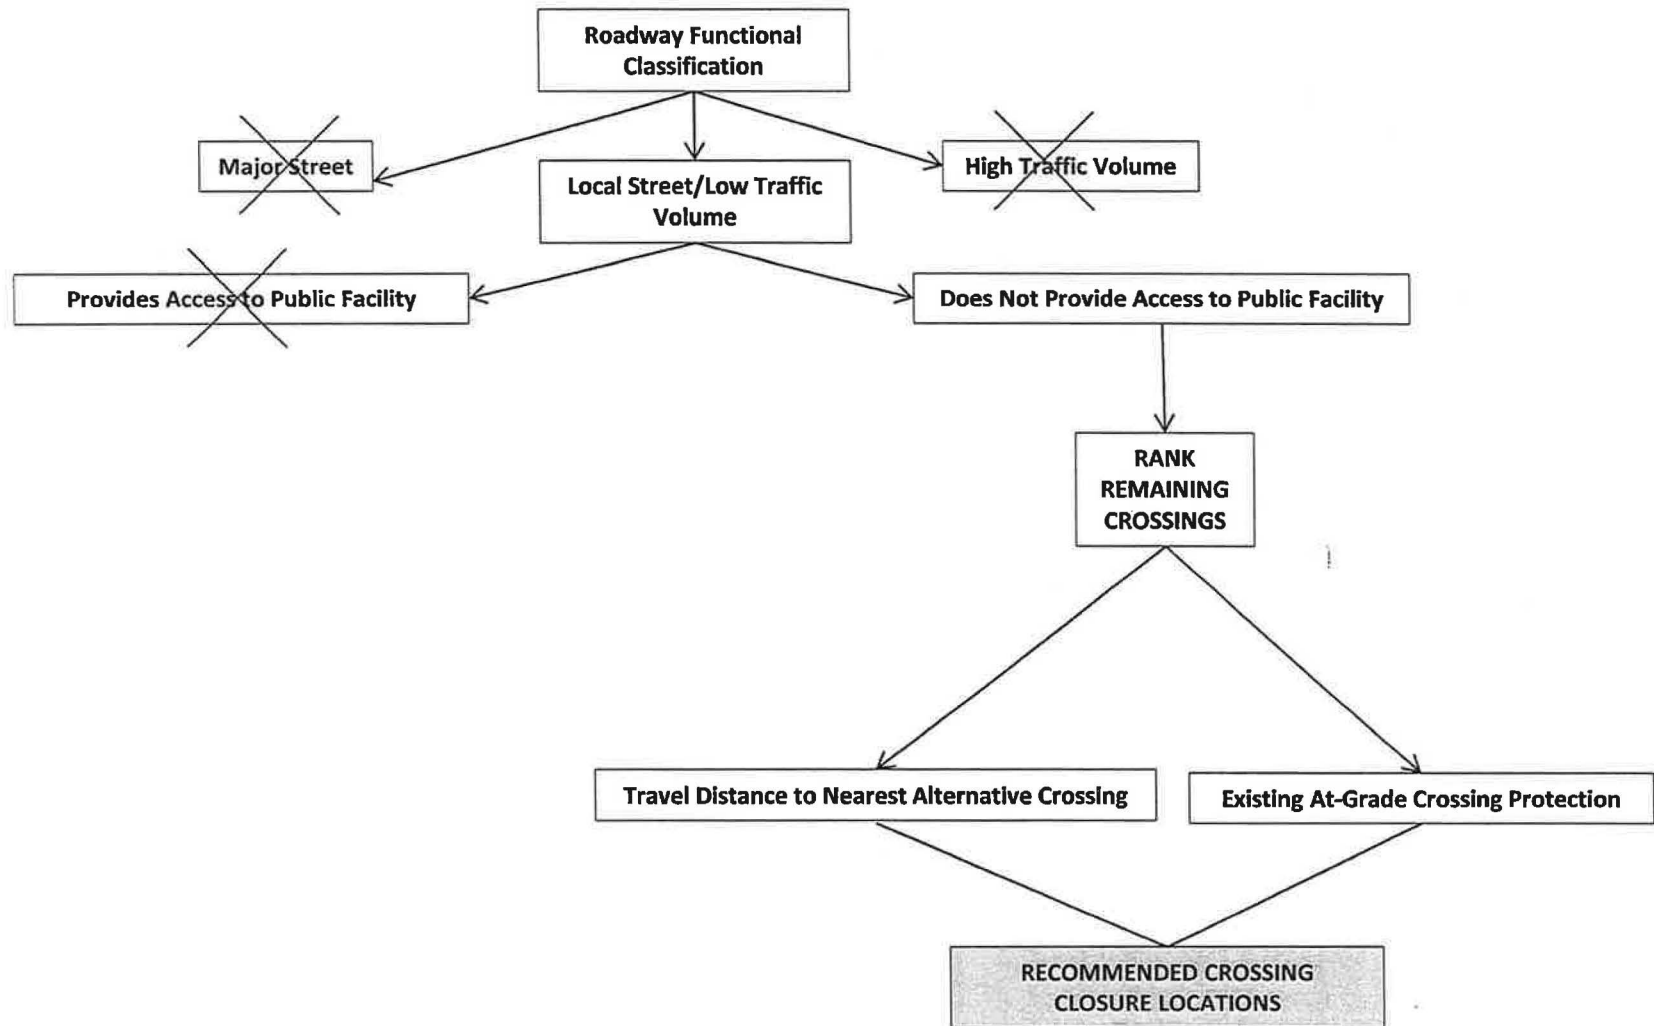 Roadway Functional
Classification
Major Street
High Traffic Volume
Local Street/Low Traffic
Volume
Provides Access to Public Facility
Does Not Provide Access to Public Facility
RANK
REMAINING
CROSSINGS
Travel Distance to Nearest Alternative Crossing
Existing At-Grade Crossing Protection
RECOMMENDED CROSSING
CLOSURE LOCATIONS